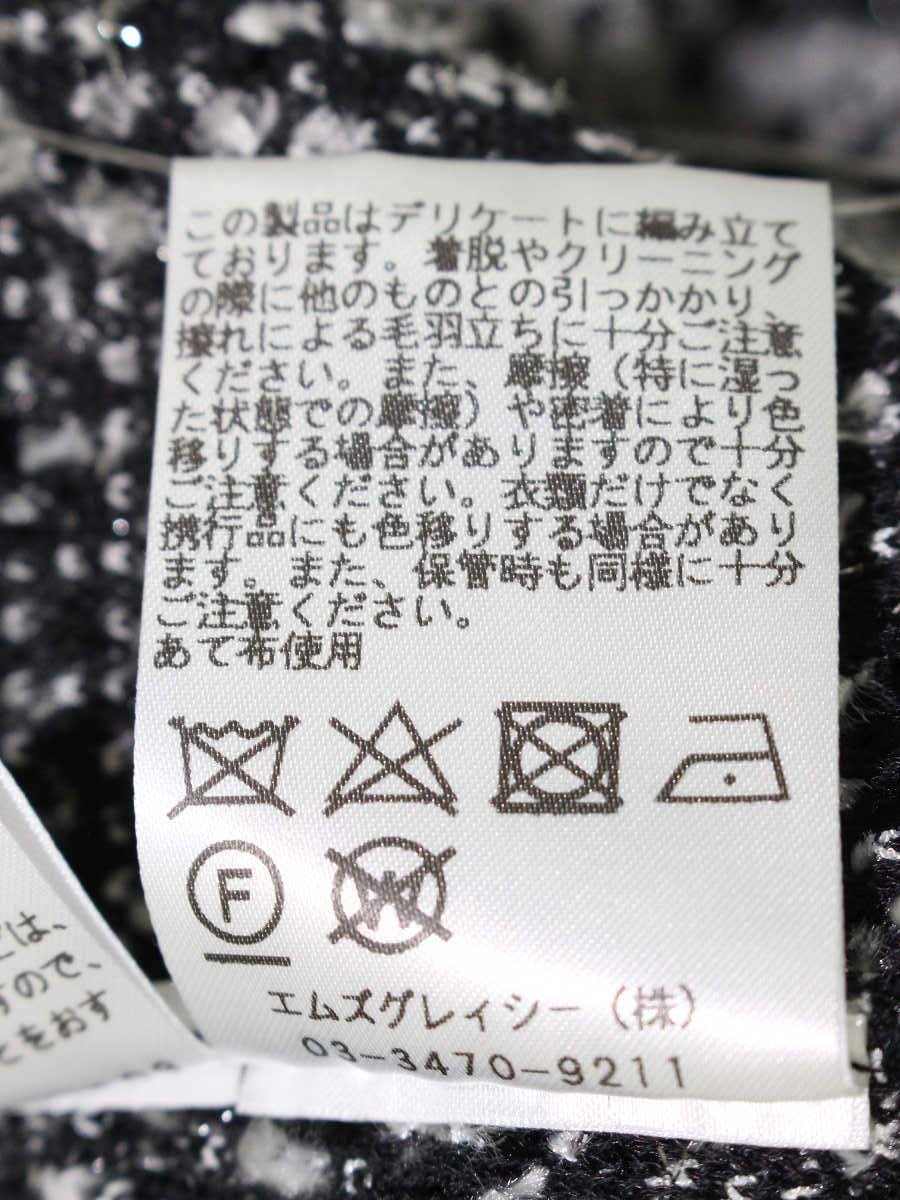 この製品はデリケートに編み立て
ております。着脱やクリーニング
の際に他のものとの引っかかり、
擦れによる毛羽立ちに十分ご注意
ください。また、摩擦（特に湿っ
た状態での摩擦）や密着により色
移りする場合がありますので十分
ご注意ください。衣類だけでなく
携行品にも色移りする場合があり
ます。また、保管時も同様に十分
ご注意ください。
あて布使用
F
W
エムズグレイシー（株）
03-3470-9211
は、
すので、
とをおす